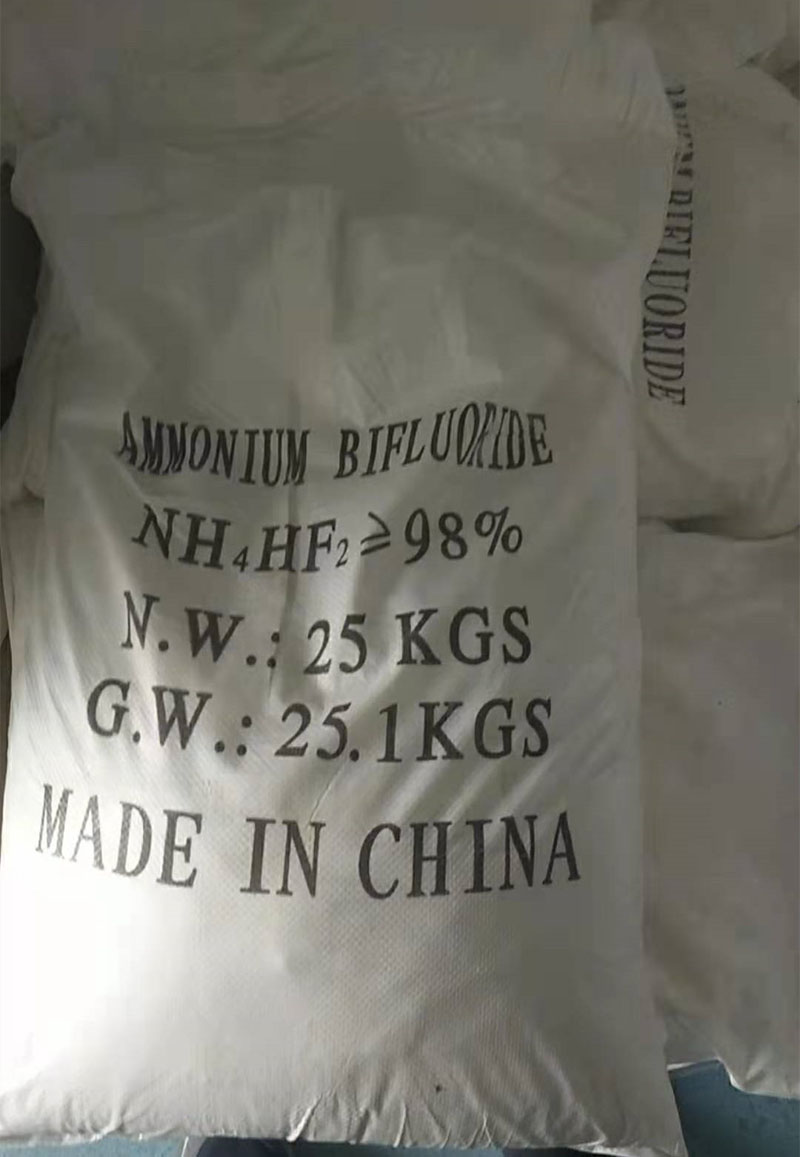 AMMONIUM BIFLUORIDE
NH₄HF₂⩾98%
N.W.: 25 KGS
G.W.: 25.1KGS
MADE IN CHINA
BIFLUORIDE